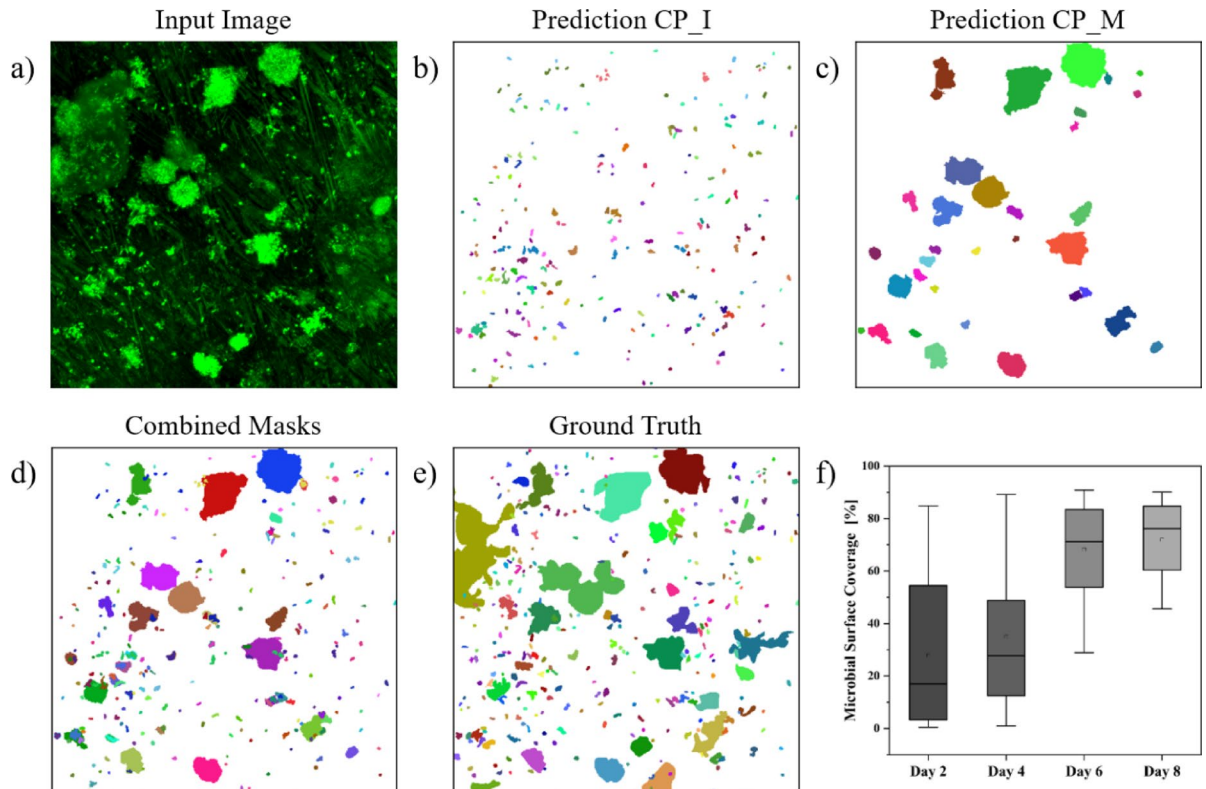 Input Image
Prediction CP_I
Prediction CP_M
a)
b)
c)
Combined Masks
Ground Truth
d)
e)
f)
Microbial Surface Coverage [%]
100
80
60
40
20
0
Day 2
Day 4
Day 6
Day 8